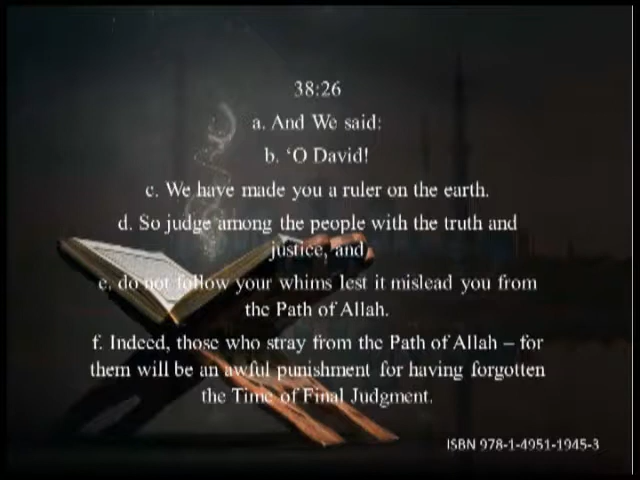 38:26
a. And We said:
b. ‘O David!
c. We have made you a ruler on the earth.
d. So judge among the people with the truth and
justice, and
e. do not follow your whims lest it mislead you from
the Path of Allah.
f. Indeed, those who stray from the Path of Allah – for
them will be an awful punishment for having forgotten
the Time of Final Judgment.
ISBN 978-1-4951-1945-3